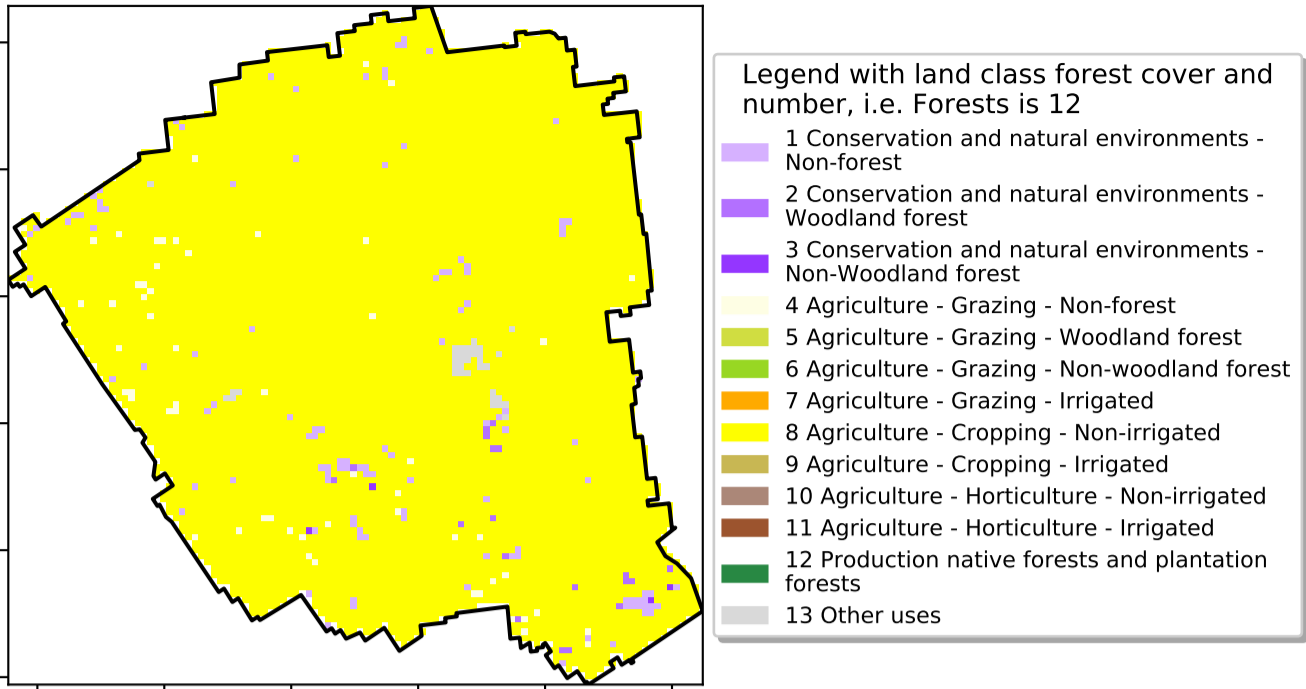 Legend with land class forest cover and
number, i.e. Forests is 12
1 Conservation and natural environments -
Non-forest
2 Conservation and natural environments -
Woodland forest
3 Conservation and natural environments -
Non-Woodland forest
4 Agriculture - Grazing - Non-forest
5 Agriculture - Grazing - Woodland forest
6 Agriculture - Grazing - Non-woodland forest
7 Agriculture - Grazing - Irrigated
8 Agriculture - Cropping - Non-irrigated
9 Agriculture - Cropping - Irrigated
10 Agriculture - Horticulture - Non-irrigated
11 Agriculture - Horticulture - Irrigated
12 Production native forests and plantation
forests
13 Other uses